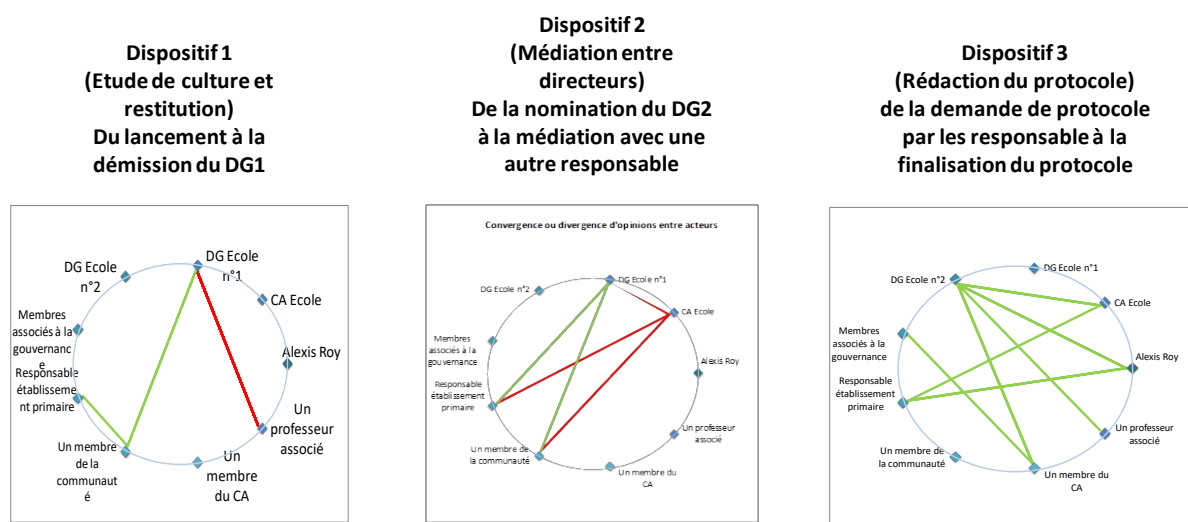 Dispositif 1
(Etude de culture et
restitution)
Du lancement à la
démission du DG1
Dispositif 2
(Médiation entre
directeurs)
De la nomination du DG2
à la médiation avec une
autre responsable
Dispositif 3
(Rédaction du protocole)
de la demande de protocole
par les responsable à la
finalisation du protocole
DG Ecole
n°1
DG Ecole
n°2
CA Ecole
Membres
associés à la
gouvernanc
e
Alexis Roy
Responsable
établisseme
nt primaire
Un
professeur
associé
Un membre
de la
communaut
é
Un
membre
du CA
Convergence ou divergence d'opinions entre acteurs
DG Ecole n°1
DG Ecole n°2
CA Ecole
Membres
associés à la
gouvernance
Alexis Roy
Responsable
établissement
primaire
Un professeur
associé
Un membre de
la communauté
Un membre du
CA
DG Ecole n°1
DG Ecole n°2
CA Ecole
Membres
associés à la
gouvernance
Alexis Roy
Responsable
établissement
primaire
Un professeur
associé
Un membre de
la communauté
Un membre du
CA